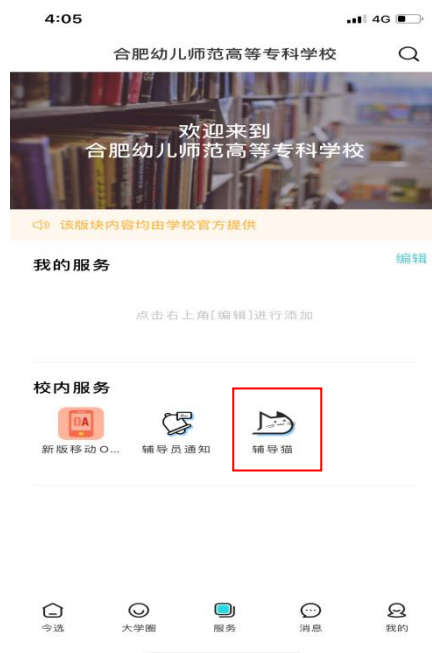 4:05
4G
合肥幼儿师范高等专科学校
欢迎来到
合肥幼儿师范高等专科学校
该版块内容均由学校官方提供
我的服务
编辑
点击右上角[编辑]进行添加
校内服务
OA
新版移动O... 辅导员通知 辅导猫
今选 大学圈 服务 消息 我的